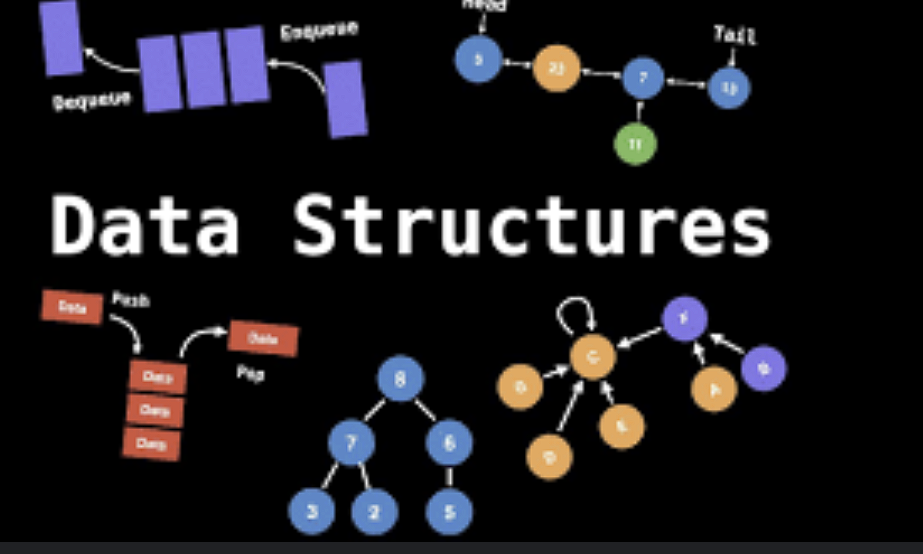 Head
Enqueue
Tail
Dequeue
7
Data Structures
Data
Push
Data
Pop
Data
Data
Data
8
7
6
3
2
5
C